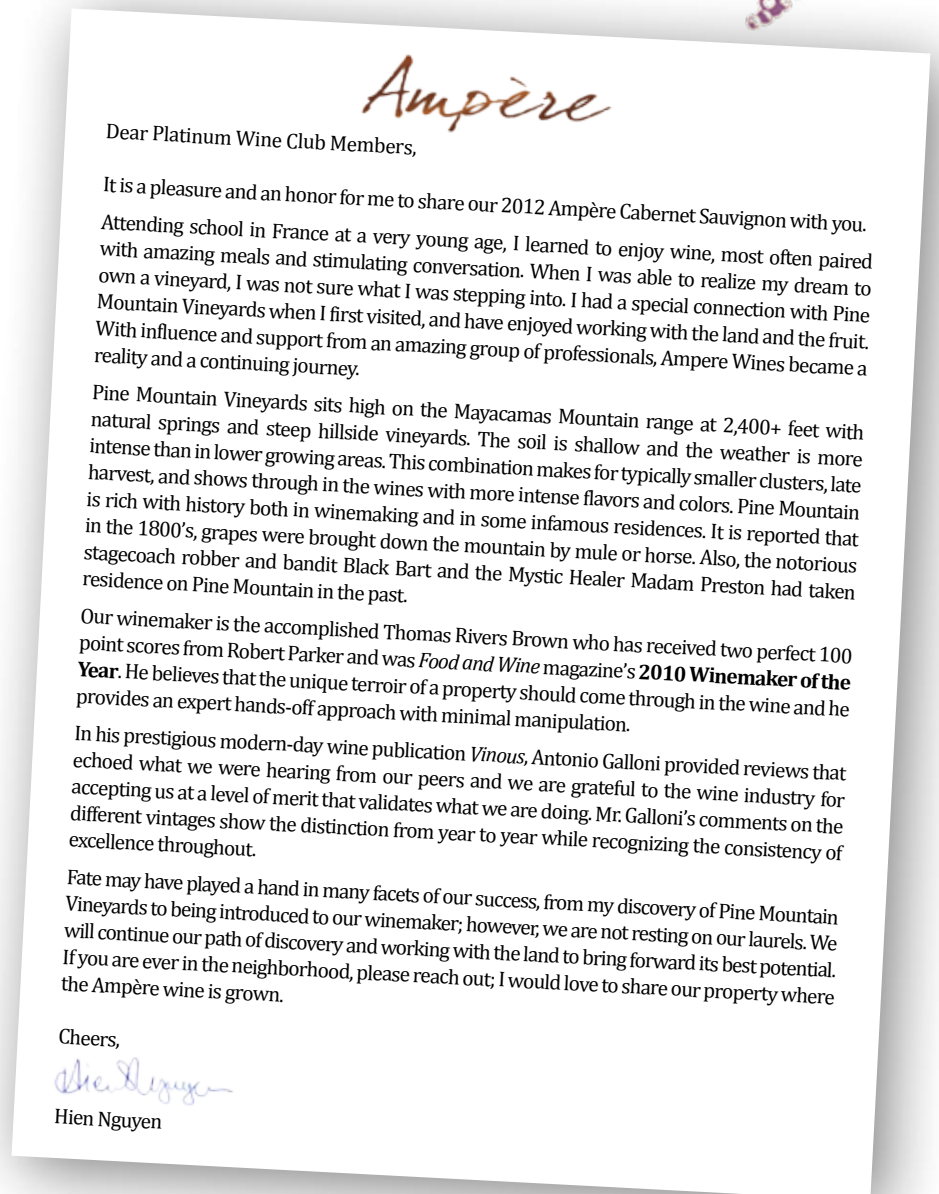 Ampère
Dear Platinum Wine Club Members,
It is a pleasure and an honor for me to share our 2012 Ampère Cabernet Sauvignon with you.
Attending school in France at a very young age, I learned to enjoy wine, most often paired
with amazing meals and stimulating conversation. When I was able to realize my dream to
own a vineyard, I was not sure what I was stepping into. I had a special connection with Pine
Mountain Vineyards when I first visited, and have enjoyed working with the land and the fruit.
With influence and support from an amazing group of professionals, Ampere Wines became a
reality and a continuing journey.
Pine Mountain Vineyards sits high on the Mayacamas Mountain range at 2,400+ feet with
natural springs and steep hillside vineyards. The soil is shallow and the weather is more
intense than in lower growing areas. This combination makes for typically smaller clusters, late
harvest, and shows through in the wines with more intense flavors and colors. Pine Mountain
is rich with history both in winemaking and in some infamous residences. It is reported that
in the 1800's, grapes were brought down the mountain by mule or horse. Also, the notorious
stagecoach robber and bandit Black Bart and the Mystic Healer Madam Preston had taken
residence on Pine Mountain in the past.
Our winemaker is the accomplished Thomas Rivers Brown who has received two perfect 100
point scores from Robert Parker and was Food and Wine magazine's 2010 Winemaker of the
Year. He believes that the unique terroir of a property should come through in the wine and he
provides an expert hands-off approach with minimal manipulation.
In his prestigious modern-day wine publication Vinous, Antonio Galloni provided reviews that
echoed what we were hearing from our peers and we are grateful to the wine industry for
accepting us at a level of merit that validates what we are doing. Mr. Galloni's comments on the
different vintages show the distinction from year to year while recognizing the consistency of
excellence throughout.
Fate may have played a hand in many facets of our success, from my discovery of Pine Mountain
Vineyards to being introduced to our winemaker; however, we are not resting on our laurels. We
will continue our path of discovery and working with the land to bring forward its best potential.
If you are ever in the neighborhood, please reach out; I would love to share our property where
the Ampère wine is grown.
Cheers,
Hien Nguyen
Hien Nguyen